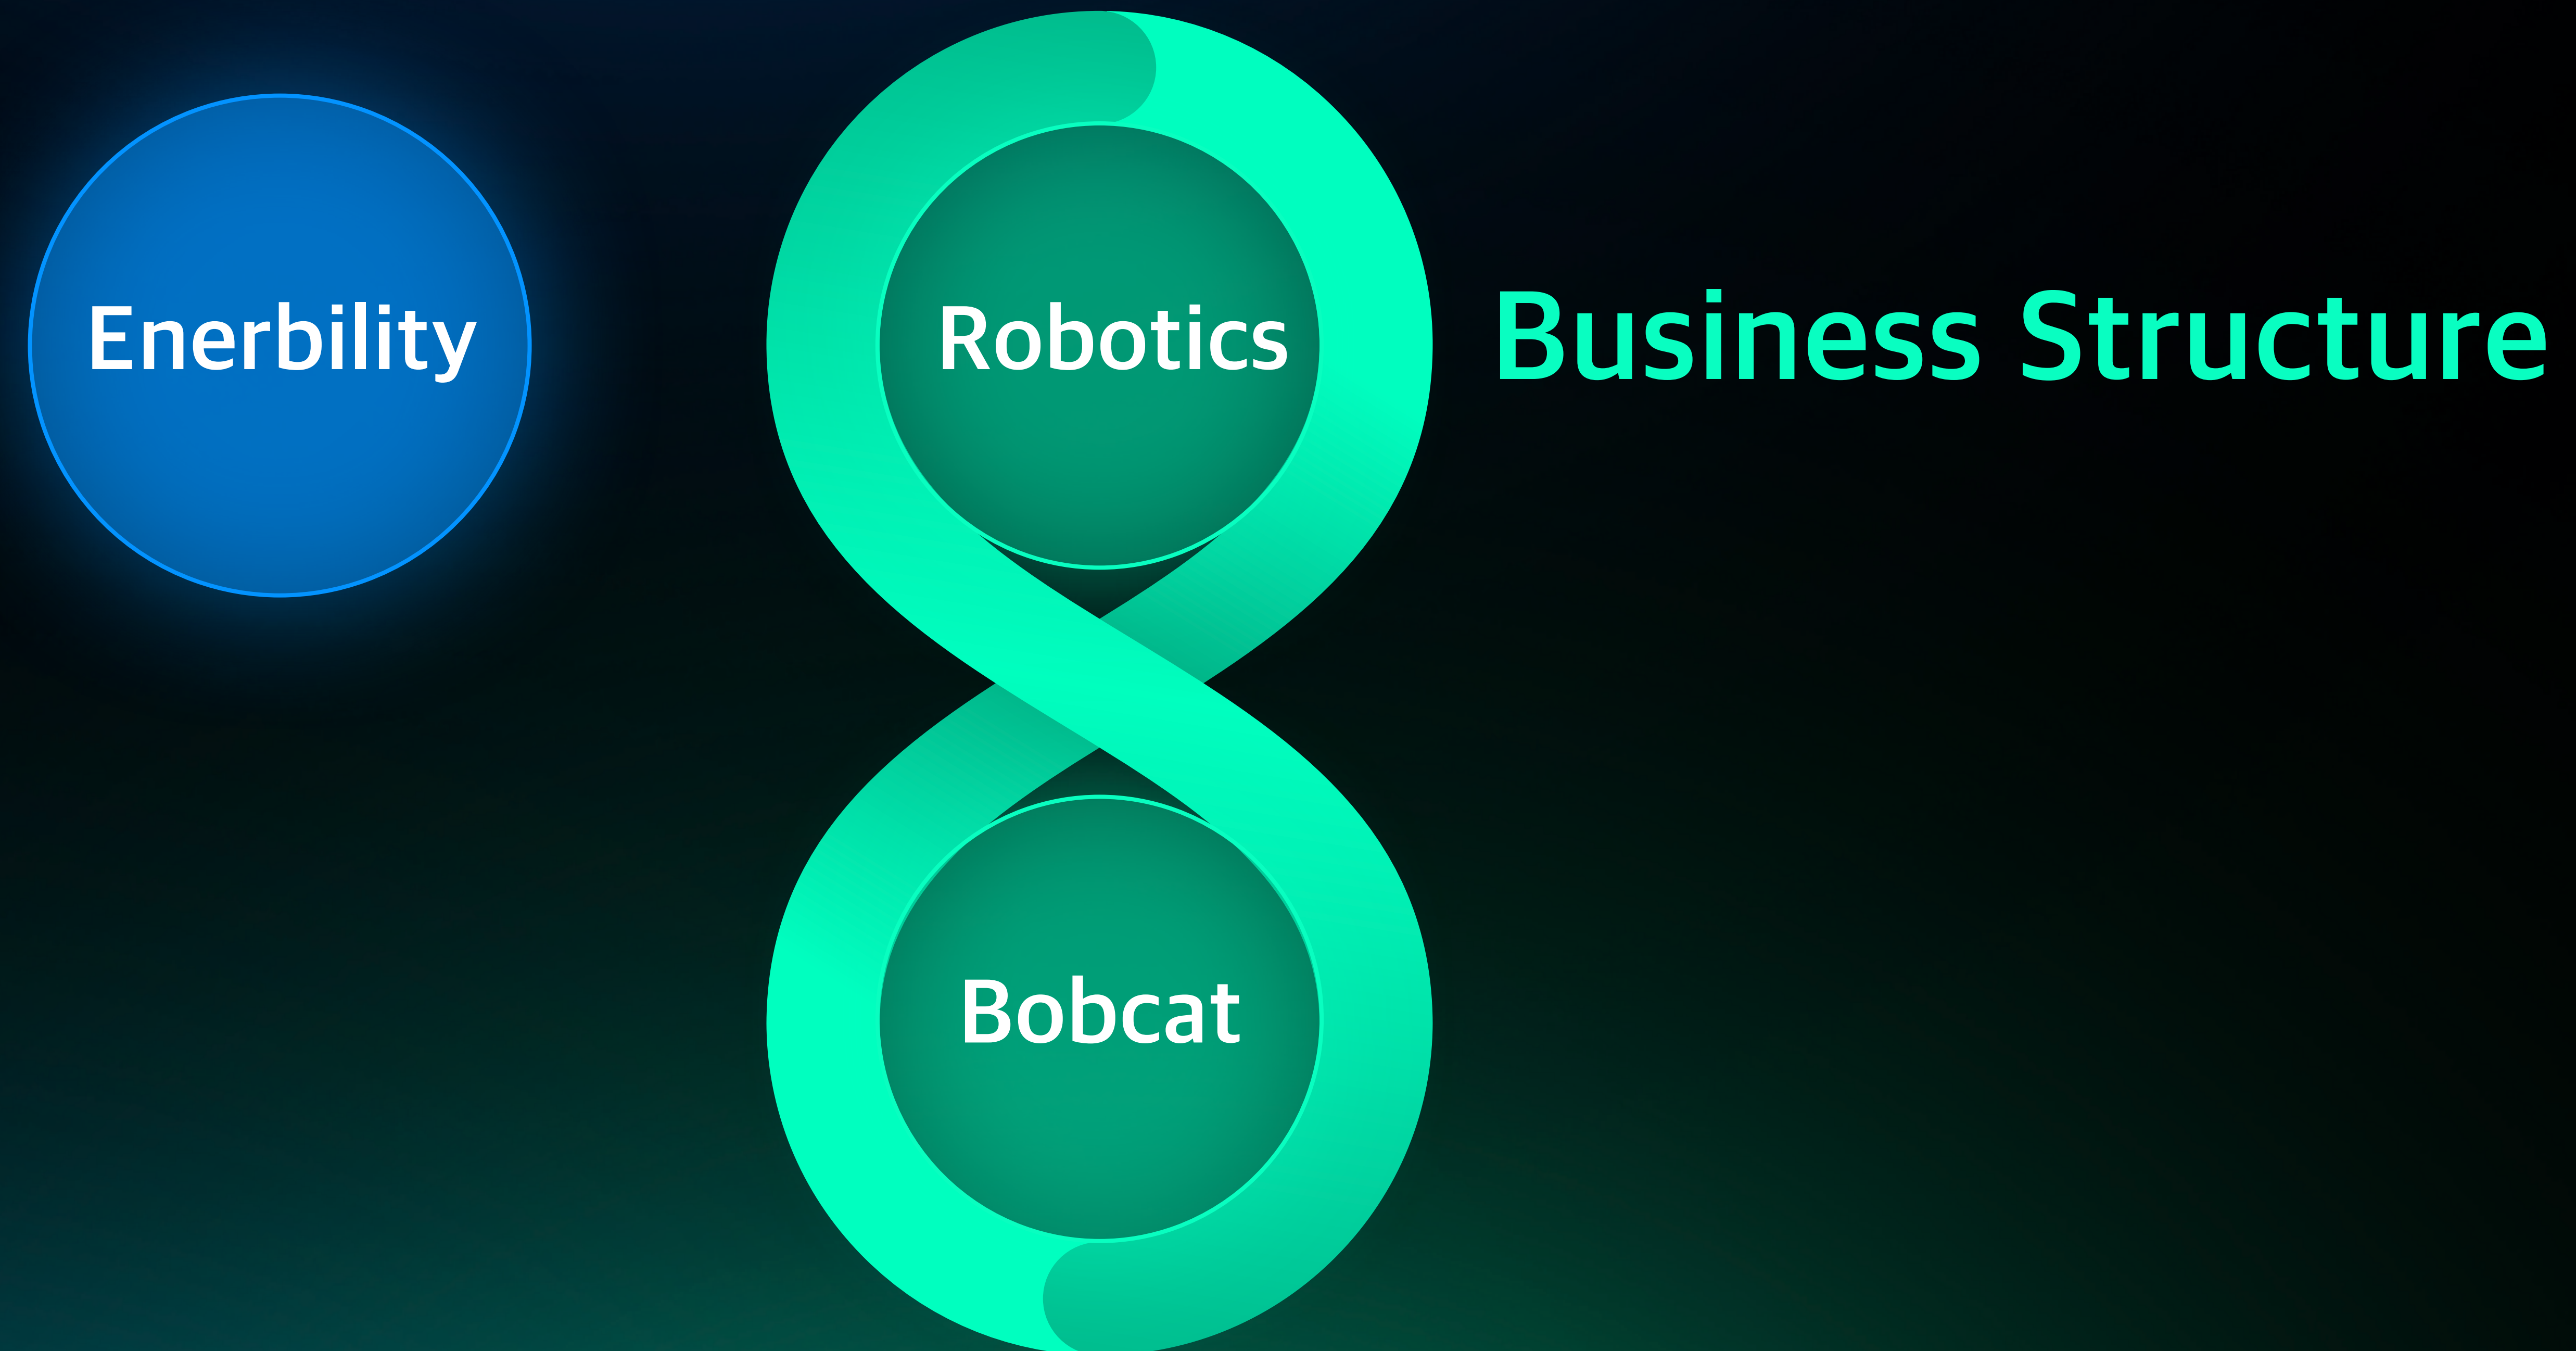 Enerbility
Robotics
Business Structure
Bobcat